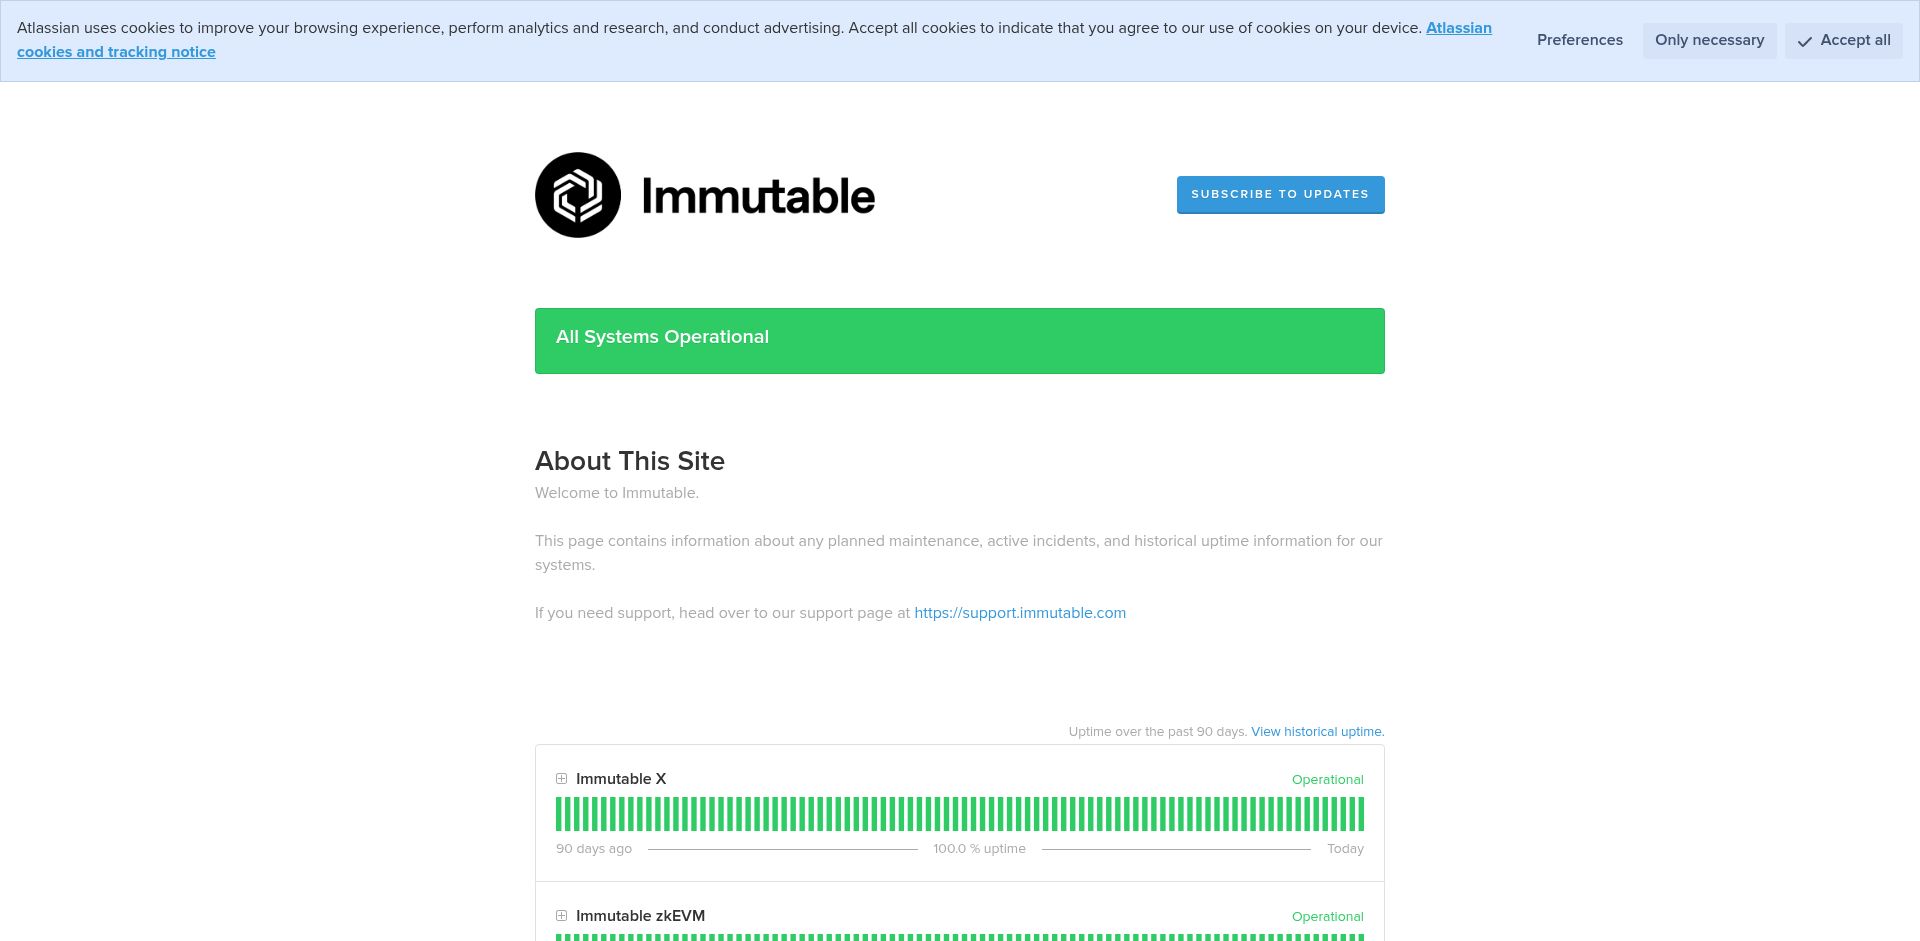 Atlassian uses cookies to improve your browsing experience, perform analytics and research, and conduct advertising. Accept all cookies to indicate that you agree to our use of cookies on your device. Atlassian
cookies and tracking notice
Preferences
Only necessary
Accept all
Immutable
SUBSCRIBE TO UPDATES
All Systems Operational
About This Site
Welcome to Immutable.
This page contains information about any planned maintenance, active incidents, and historical uptime information for our
systems.
If you need support, head over to our support page at https://support.immutable.com
Uptime over the past 90 days. View historical uptime.
Immutable X
Operational
90 days ago
100.0 % uptime
Today
Immutable zkEVM
Operational